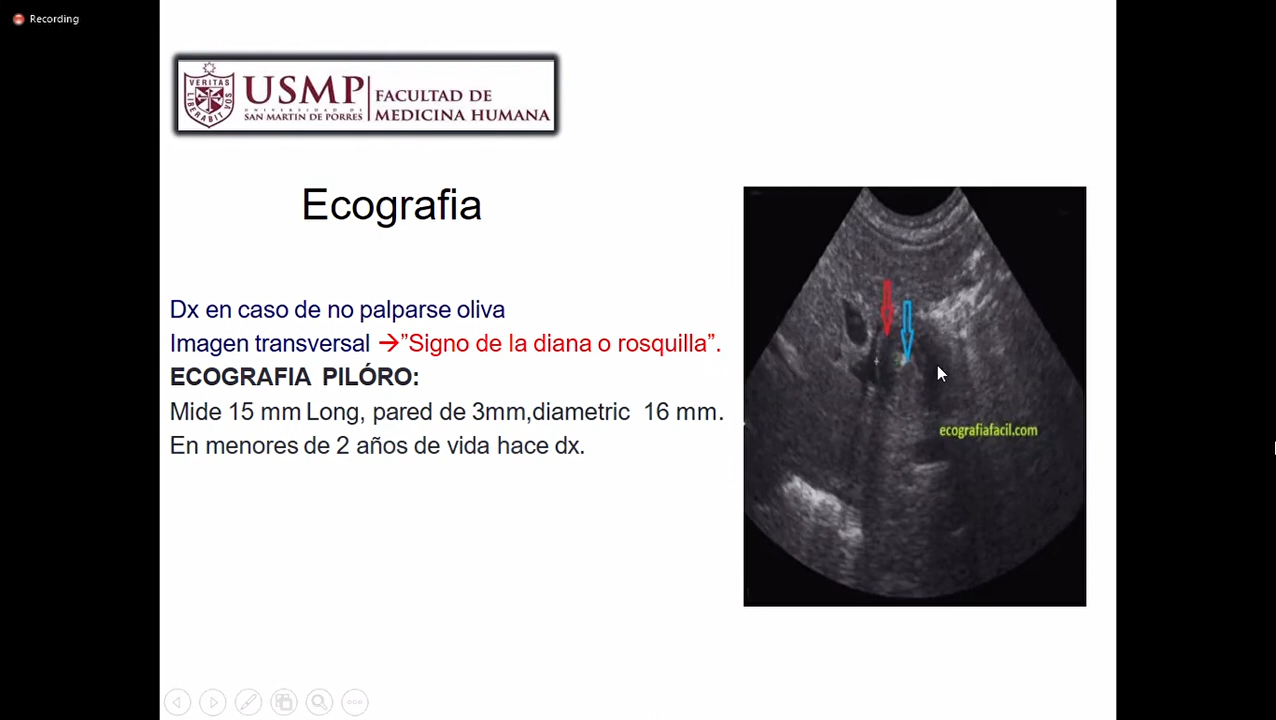 Recording
VERITAS
LIBERABIT VOS
USMP
UNIVERSIDAD DE
SAN MARTIN DE PORRES
FACULTAD DE
MEDICINA HUMANA
Ecografia
Dx en caso de no palparse oliva
Imagen transversal →”Signo de la diana o rosquilla”.
ECOGRAFIA PILÓRO:
Mide 15 mm Long, pared de 3mm,diametric 16 mm.
En menores de 2 años de vida hace dx.
ecografiafacil.com